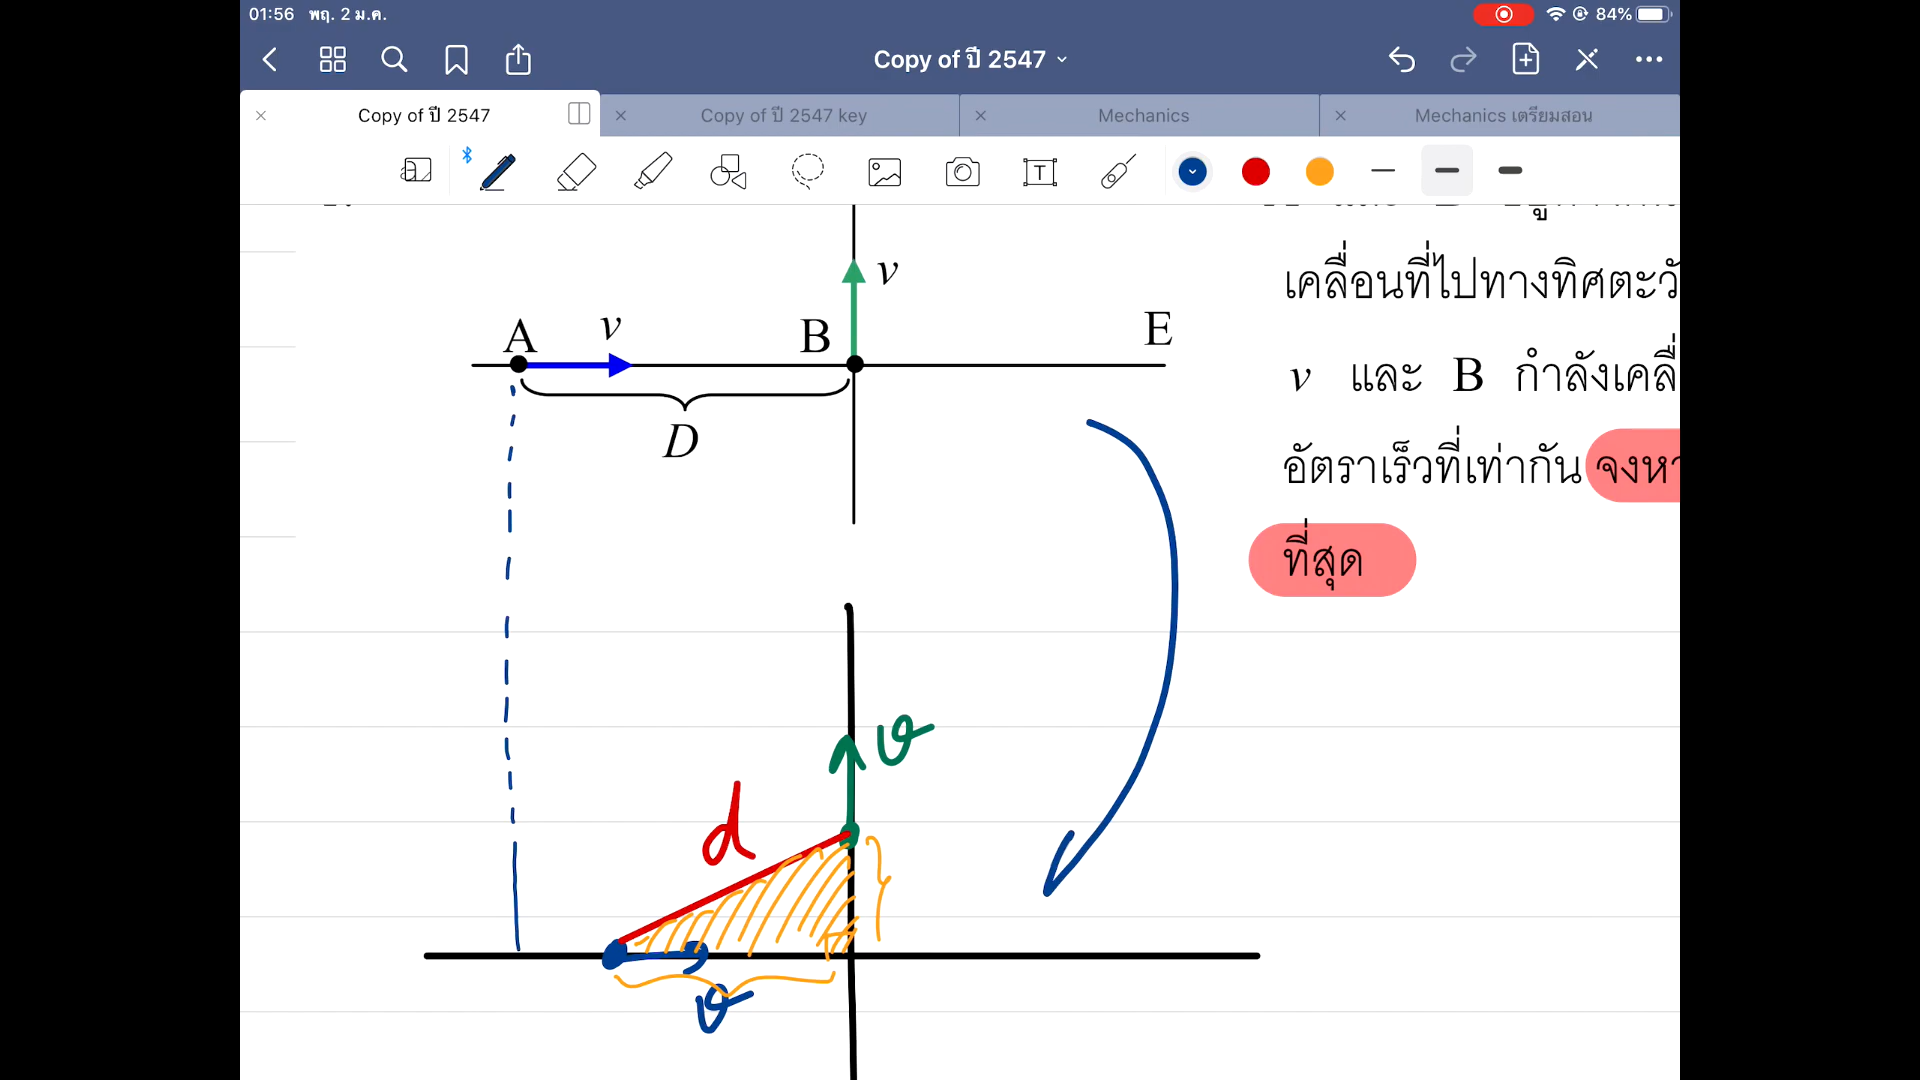 01:56 พฤ. 2 ม.ค.
84%
Copy of ปี 2547
Copy of ปี 2547
Copy of ปี 2547 key
Mechanics
Mechanics เตรียมสอน
T
v
A v B E
D
เคลื่อนที่ไปทางทิศตะวั
v และ B กำลังเคลื่
อัตราเร็วที่เท่ากัน จงหา
ที่สุด
v
d
v